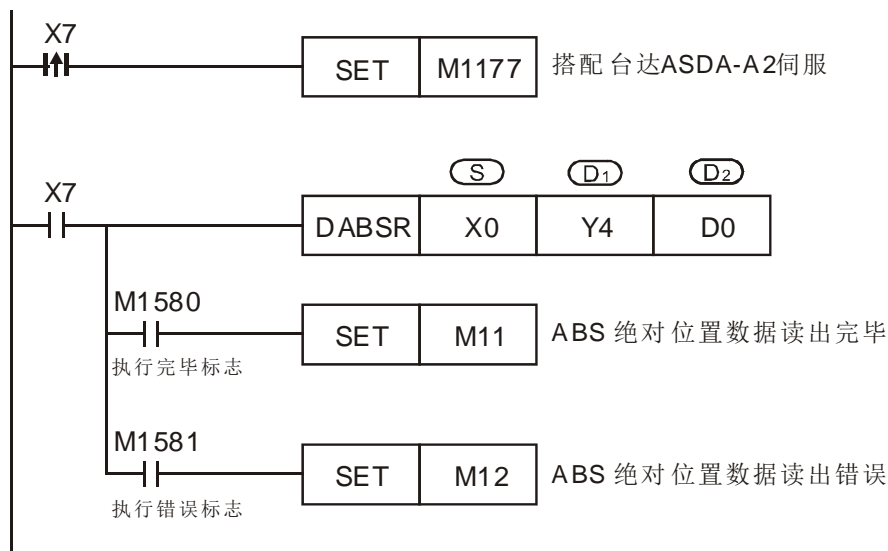 X7
SET M1177 搭配台达ASDA-A2伺服
S D1 D2
X7
DABSR X0 Y4 D0
M1580
SET M11 ABS 绝对位置数据读出完毕
执行完毕标志
M1581
SET M12 ABS 绝对位置数据读出错误
执行错误标志